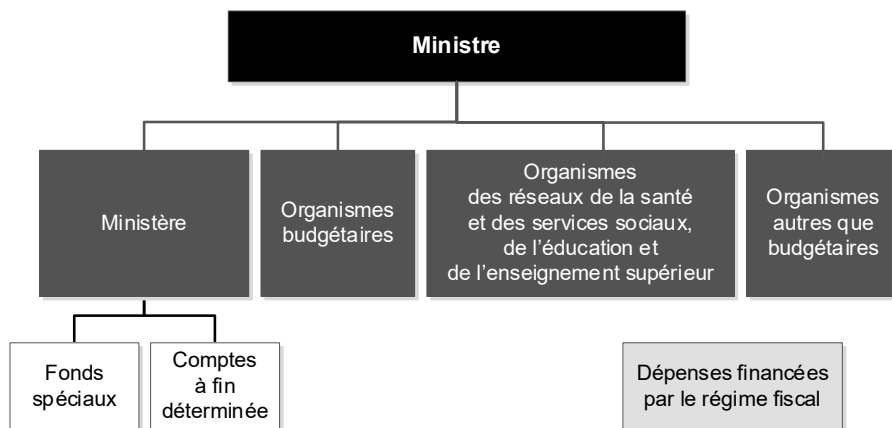 Ministre
Ministère
Organismes
budgétaires
Organismes
des réseaux de la santé
et des services sociaux,
de l’éducation et
de l’enseignement supérieur
Organismes
autres que
budgétaires
Fonds
spéciaux
Comptes
à fin
déterminée
Dépenses financées
par le régime fiscal